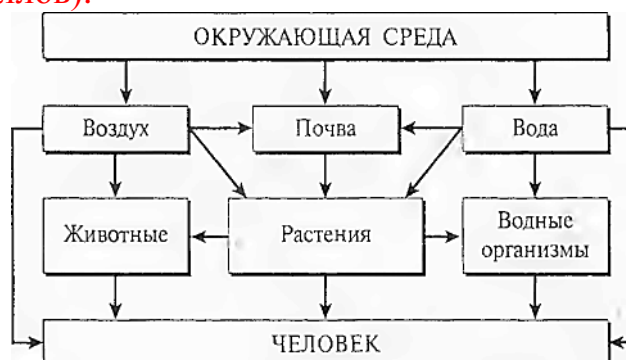 ОКРУЖАЮЩАЯ СРЕДА
Воздух
Почва
Вода
Животные
Растения
Водные
организмы
ЧЕЛОВЕК